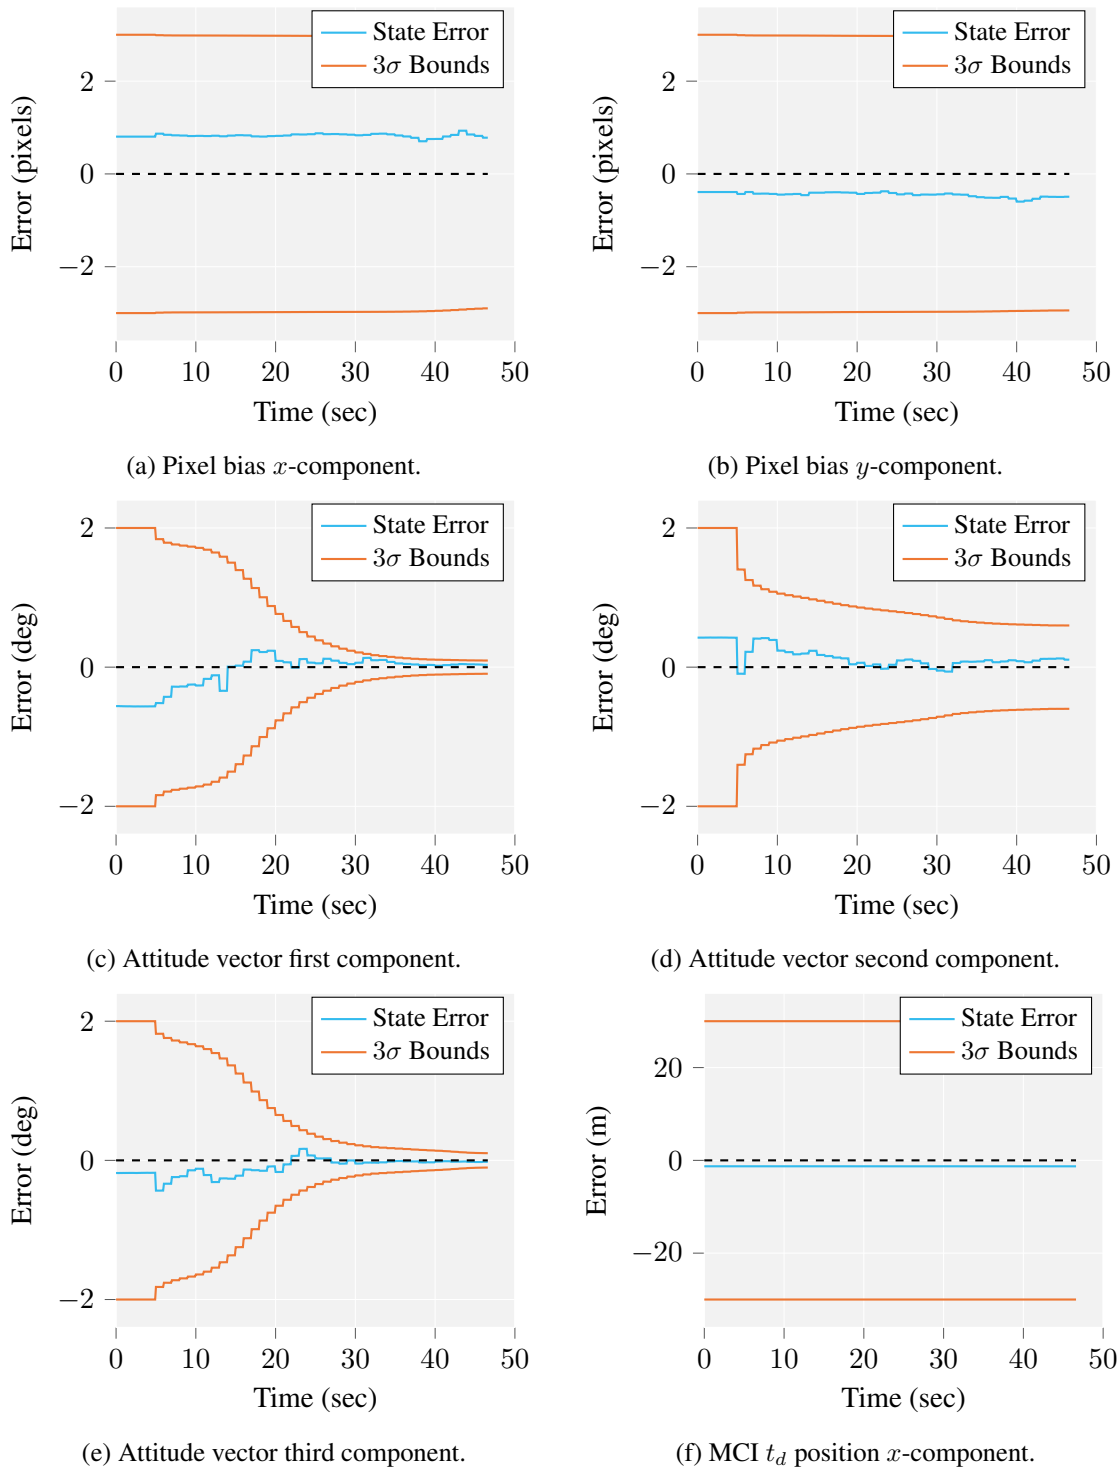 State Error
3σ Bounds
2
0
−2
Error (pixels)
0 10 20 30 40 50
Time (sec)
(a) Pixel bias x-component.
State Error
3σ Bounds
2
0
−2
Error (pixels)
0 10 20 30 40 50
Time (sec)
(b) Pixel bias y-component.
State Error
3σ Bounds
2
0
−2
Error (deg)
0 10 20 30 40 50
Time (sec)
(c) Attitude vector first component.
State Error
3σ Bounds
2
0
−2
Error (deg)
0 10 20 30 40 50
Time (sec)
(d) Attitude vector second component.
State Error
3σ Bounds
2
0
−2
Error (deg)
0 10 20 30 40 50
Time (sec)
(e) Attitude vector third component.
State Error
3σ Bounds
20
0
−20
Error (m)
0 10 20 30 40 50
Time (sec)
(f) MCI t_d position x-component.